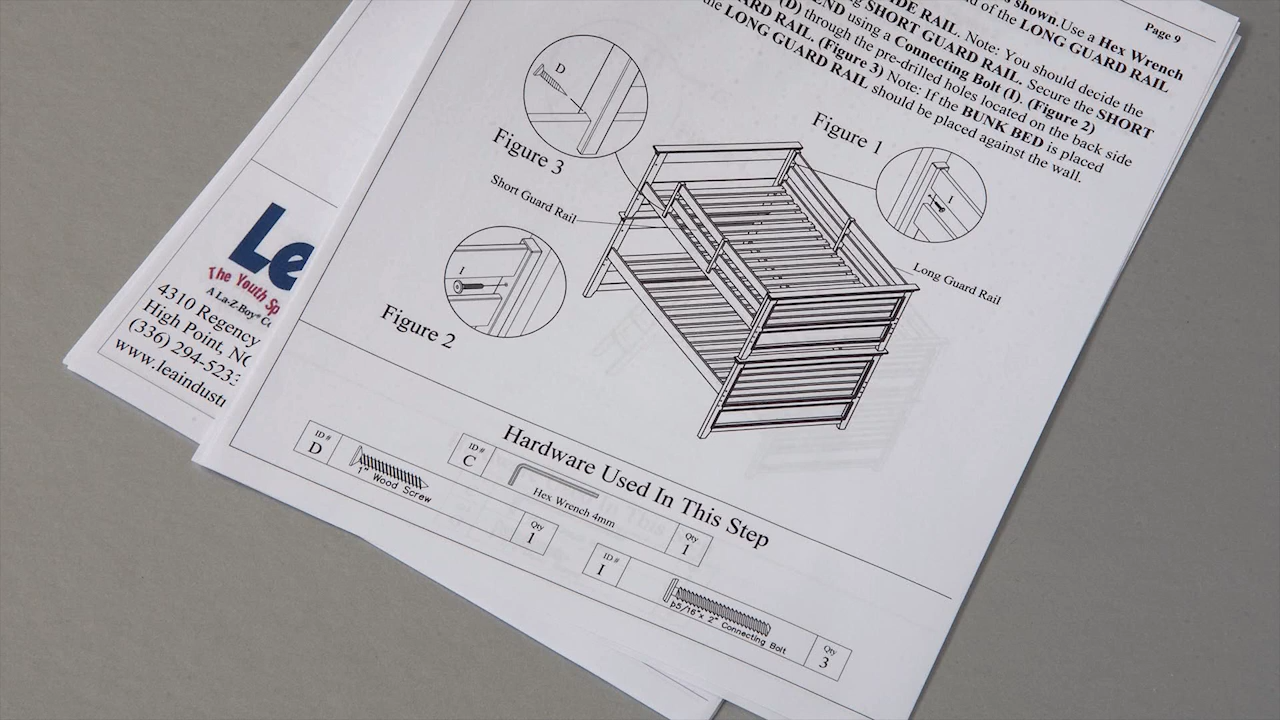 Page 9
s shown. Use a Hex Wrench
d of the LONG GUARD RAIL
DE RAIL. Note: You should decide the
SHORT GUARD RAIL. Secure the SHORT
END using a Connecting Bolt (I). (Figure 2)
(D) through the pre-drilled holes located on the back side
RD RAIL. (Figure 3) Note: If the BUNK BED is placed
the LONG GUARD RAIL should be placed against the wall.
D
Figure 3
Figure 1
I
Short Guard Rail
Long Guard Rail
I
Figure 2
Hardware Used In This Step
ID #
D
1" Wood Screw
Qty
1
ID #
C
Hex Wrench 4mm
Qty
1
ID #
I
5/16"x 2" Connecting Bolt
Qty
3
Lea
The Youth Sp
A La-Z-Boy® Co
4310 Regency
High Point, NC
(336) 294-523
www.leaindustr